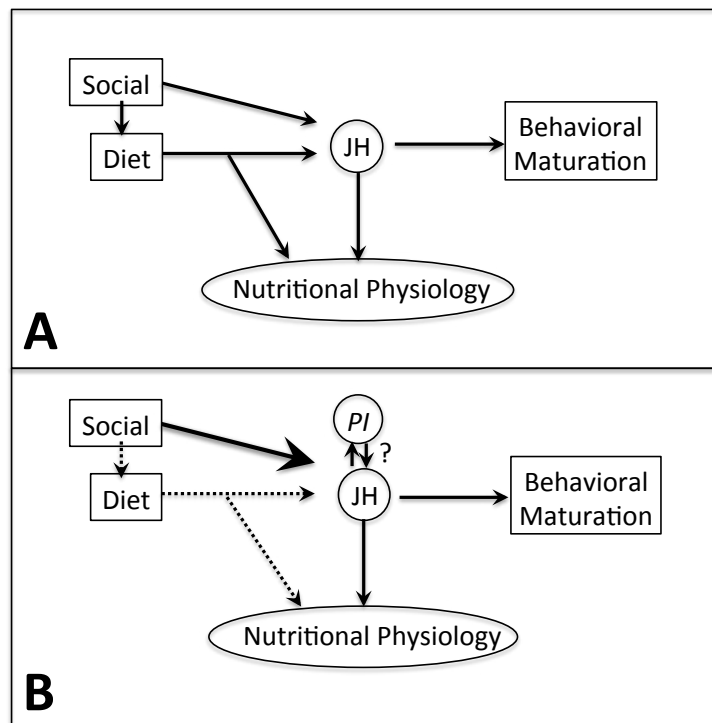 Social
Diet
JH
Behavioral
Maturation
Nutritional Physiology
A
PI
Social
?
Diet
JH
Behavioral
Maturation
Nutritional Physiology
B